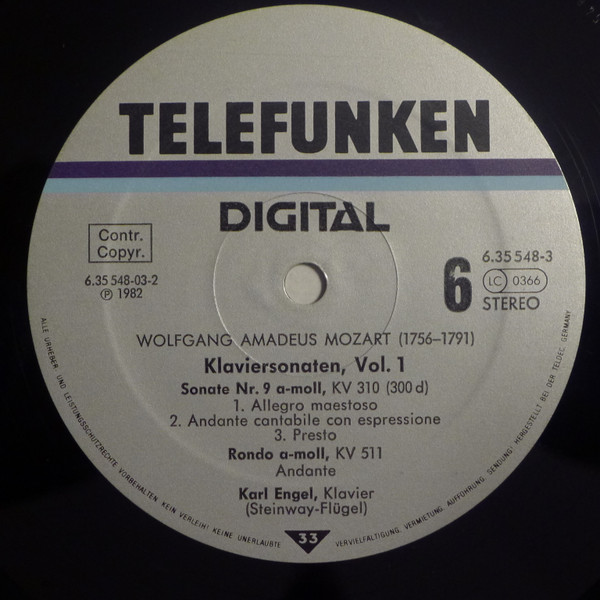 TELEFUNKEN
DIGITAL
Contr.
Copyr.
6.35 548-03-2
Ⓟ 1982
6
6.35 548-3
LC 0366
STEREO
WOLFGANG AMADEUS MOZART (1756–1791)
Klaviersonaten, Vol. 1
Sonate Nr. 9 a-moll, KV 310 (300 d)
1. Allegro maestoso
2. Andante cantabile con espressione
3. Presto
Rondo a-moll, KV 511
Andante
Karl Engel, Klavier
(Steinway-Flügel)
33
ALLE URHEBER- UND LEISTUNGSSCHUTZRECHTE VORBEHALTEN. KEIN VERLEIH! KEINE UNERLAUBTE VERVIELFÄLTIGUNG, VERMIETUNG, AUFFÜHRUNG, SENDUNG! HERGESTELLT BEI DER TELDEC GERMANY